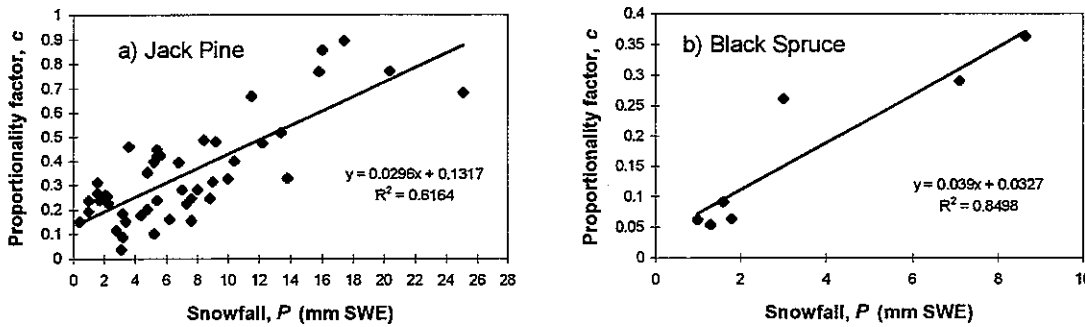 a) Jack Pine
Proportionality factor, c
1
0.9
0.8
0.7
0.6
0.5
0.4
0.3
0.2
0.1
0
y = 0.0296x + 0.1317
R² = 0.6164
0 2 4 6 8 10 12 14 16 18 20 22 24 26 28
Snowfall, P (mm SWE)
b) Black Spruce
Proportionality factor, c
0.4
0.35
0.3
0.25
0.2
0.15
0.1
0.05
0
y = 0.039x + 0.0327
R² = 0.8498
0 2 4 6 8 10
Snowfall, P (mm SWE)